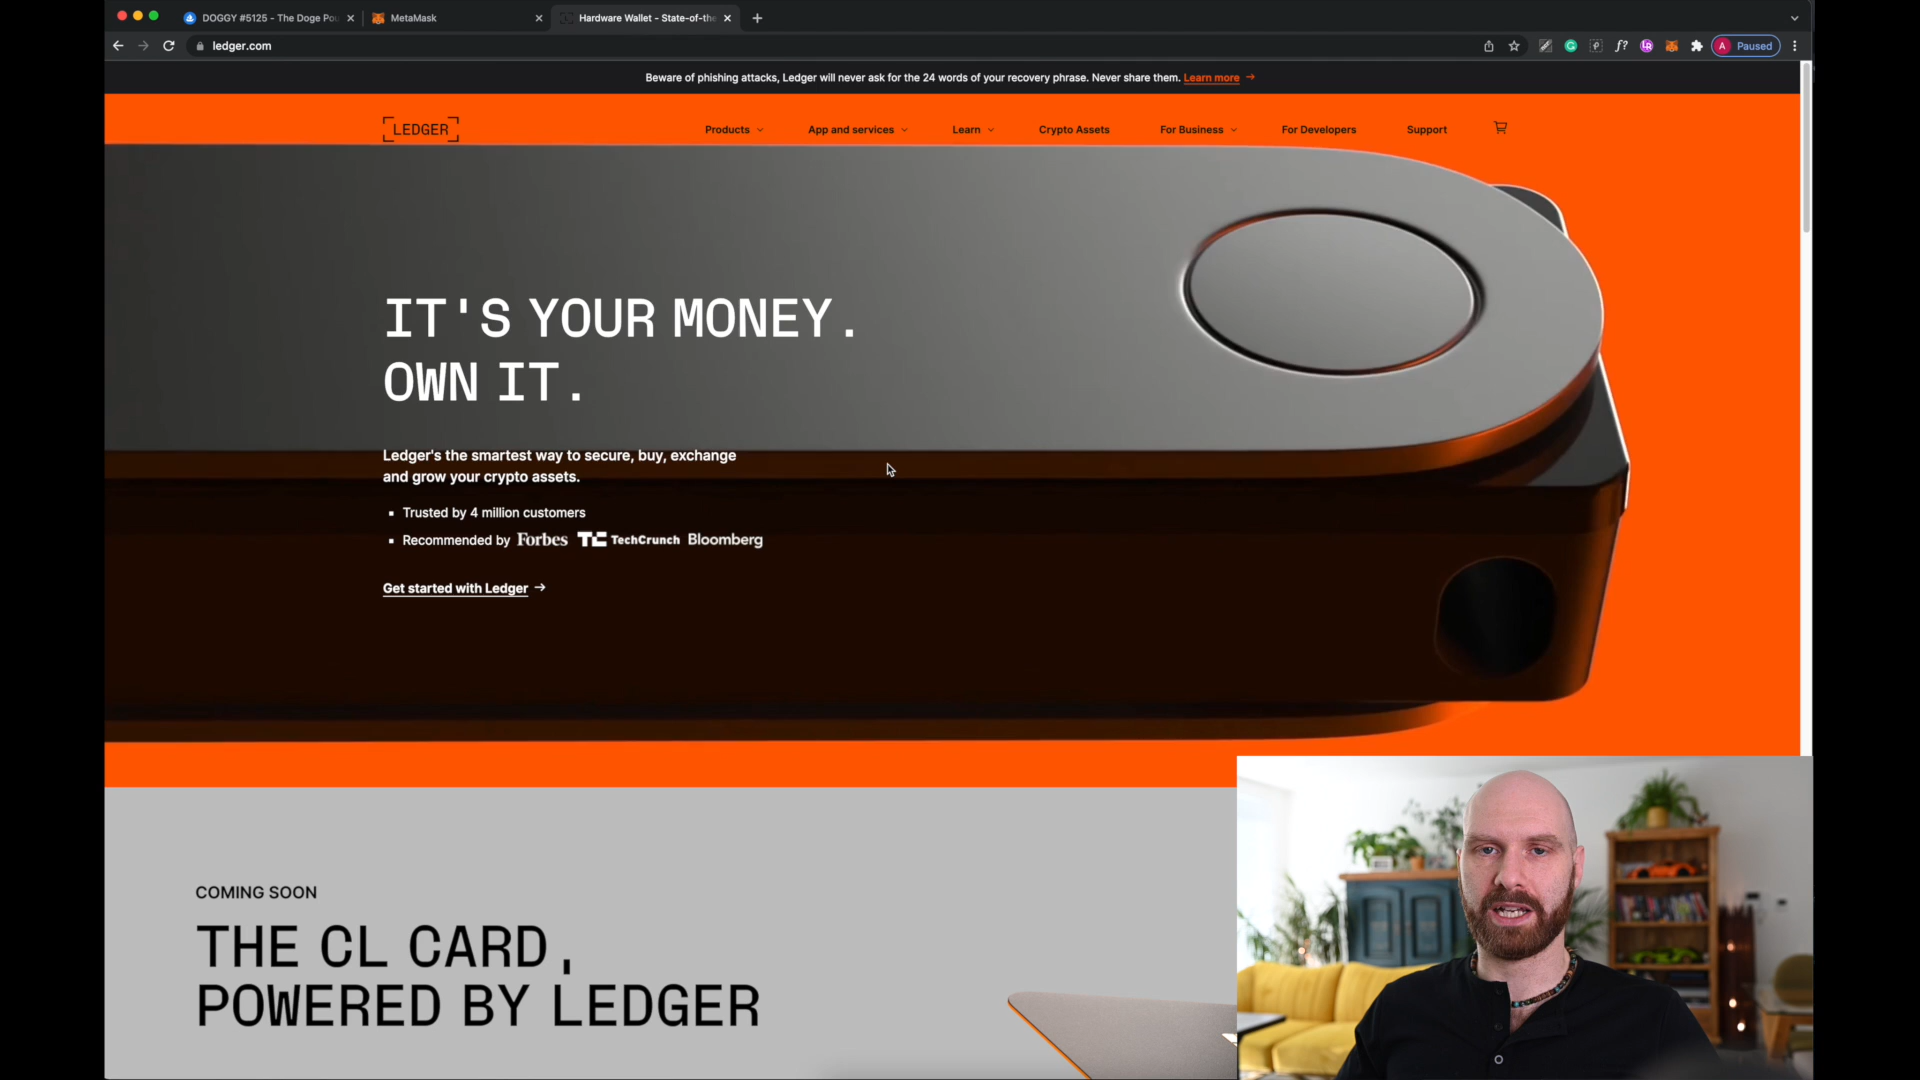 DOGGY #5125 - The Doge Pou
MetaMask
Hardware Wallet - State-of-the
ledger.com
A Paused
Beware of phishing attacks, Ledger will never ask for the 24 words of your recovery phrase. Never share them. Learn more →
[LEDGER]
Products
App and services
Learn
Crypto Assets
For Business
For Developers
Support
IT'S YOUR MONEY.
OWN IT.
Ledger's the smartest way to secure, buy, exchange
and grow your crypto assets.
▪ Trusted by 4 million customers
▪ Recommended by Forbes TC TechCrunch Bloomberg
Get started with Ledger →
COMING SOON
THE CL CARD,
POWERED BY LEDGER